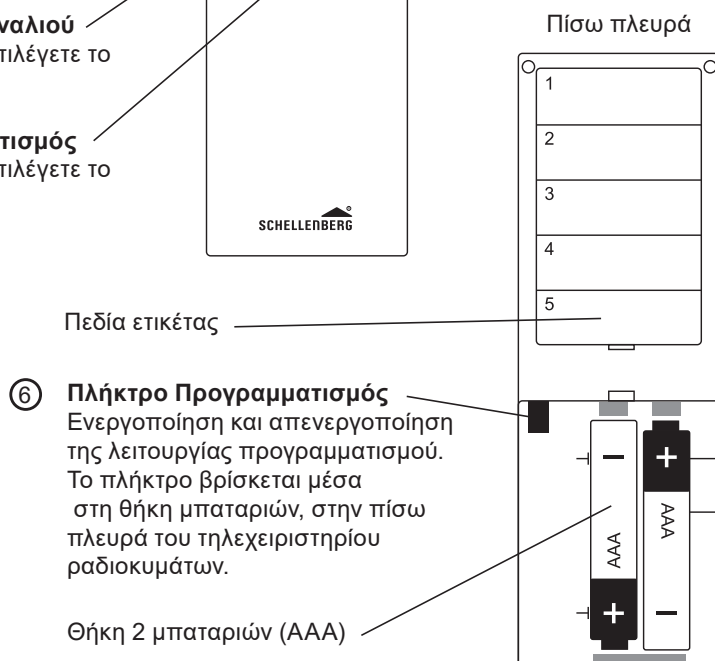 ναλιού
τιλέγετε το
τισμός
τιλέγετε το
SCHELLENBERG
Πίσω πλευρά
1
2
3
4
5
Πεδία ετικέτας
6 Πλήκτρο Προγραμματισμός
Ενεργοποίηση και απενεργοποίηση
της λειτουργίας προγραμματισμού.
Το πλήκτρο βρίσκεται μέσα
στη θήκη μπαταριών, στην πίσω
πλευρά του τηλεχειριστηρίου
ραδιοκυμάτων.
Θήκη 2 μπαταριών (AAA)
− +
AAA AAA
+ −